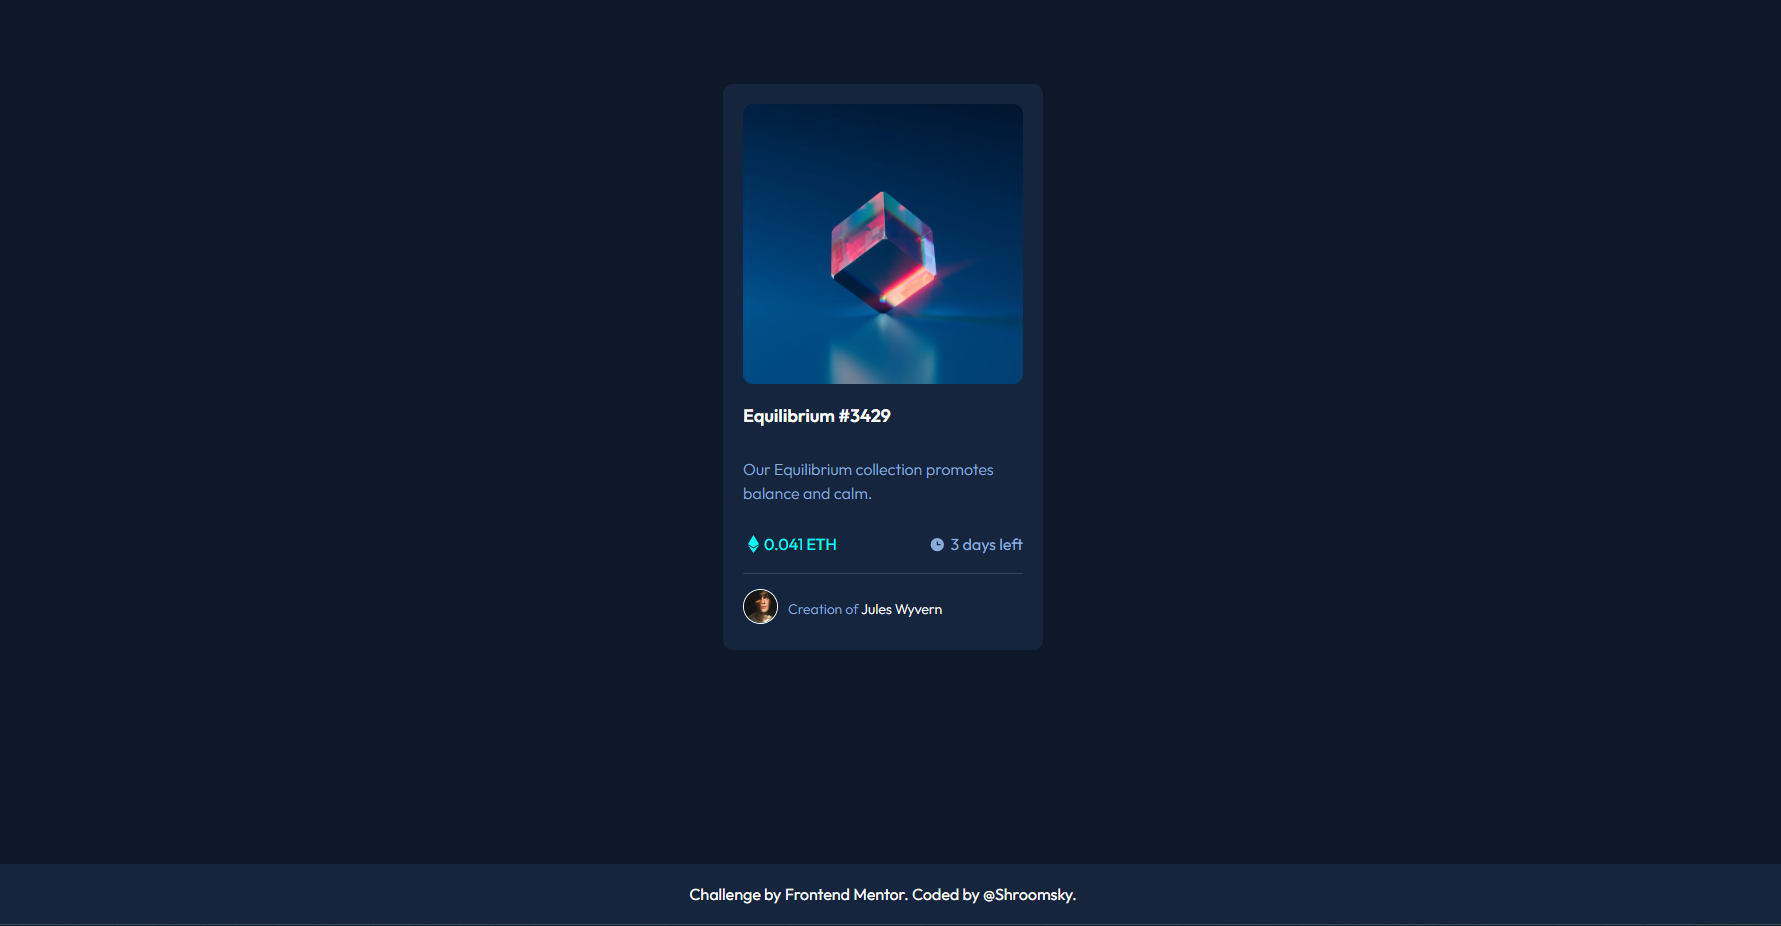 Equilibrium #3429
Our Equilibrium collection promotes
balance and calm.
0.041 ETH
3 days left
Creation of Jules Wyvern
Challenge by Frontend Mentor. Coded by @Shroomsky.